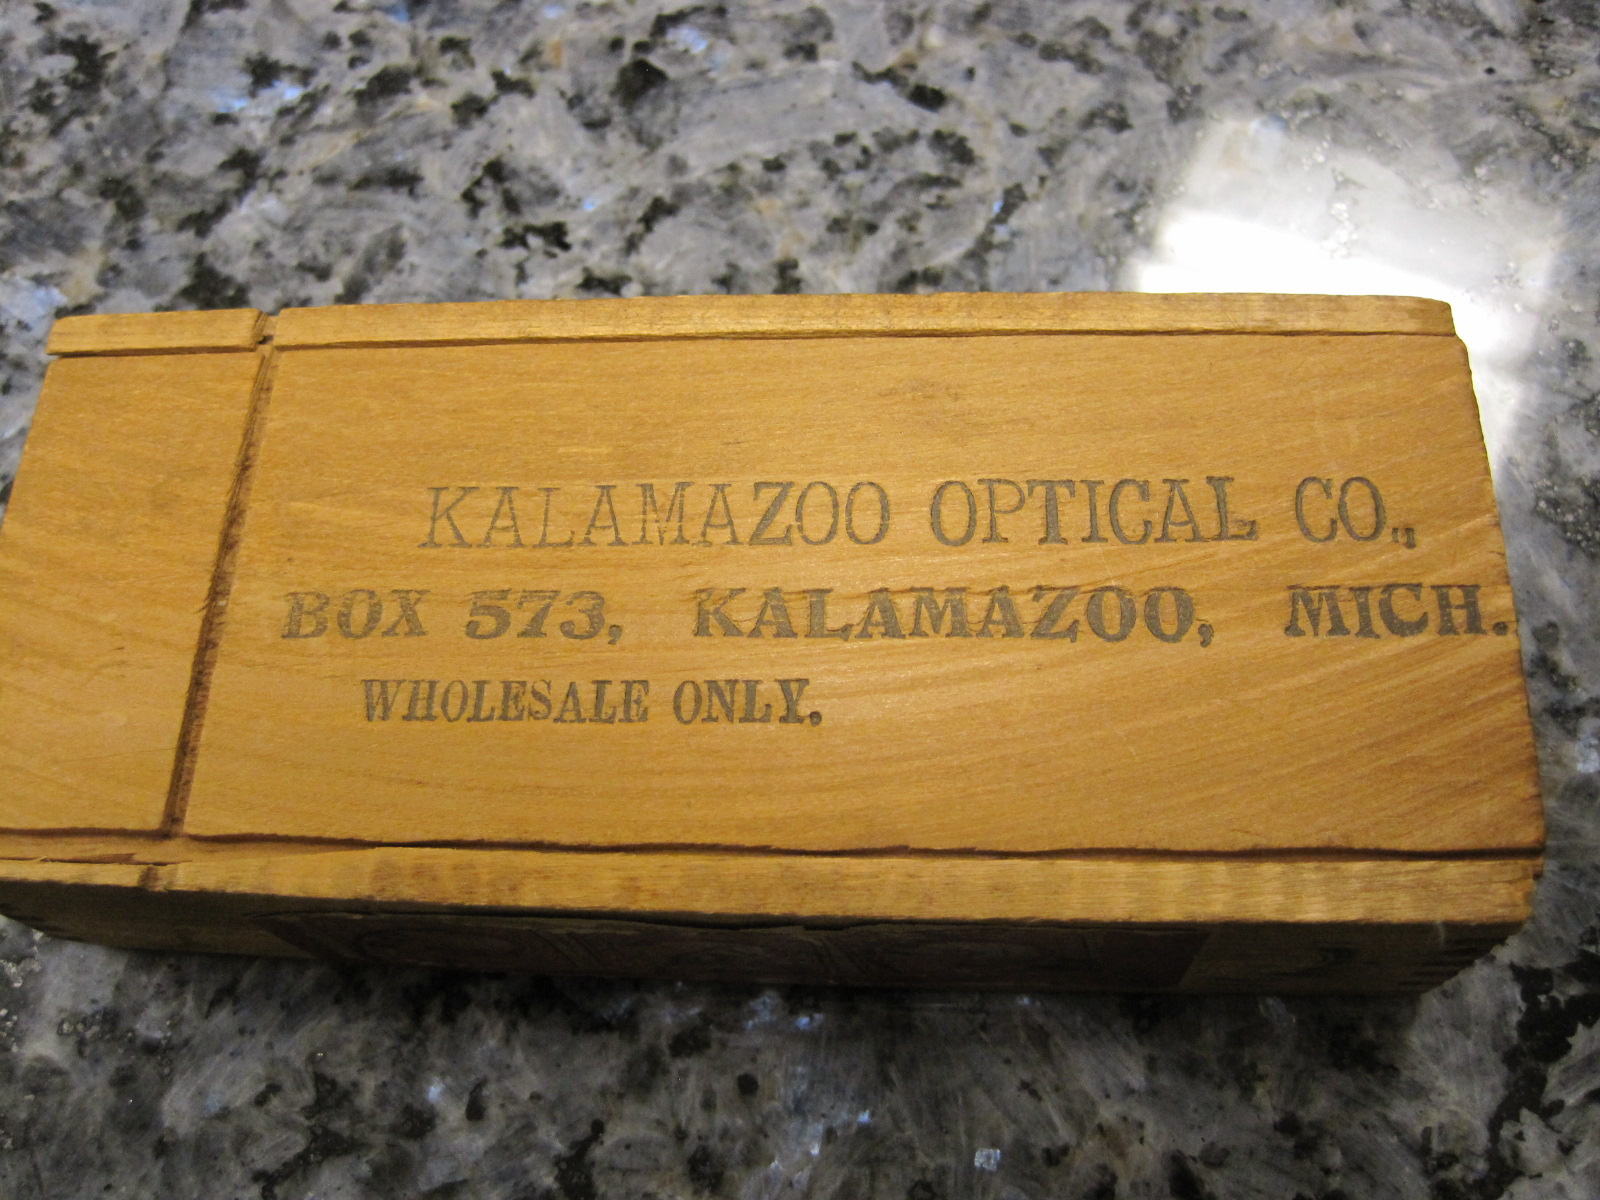 KALAMAZOO OPTICAL CO.,
BOX 573, KALAMAZOO, MICH.
WHOLESALE ONLY.